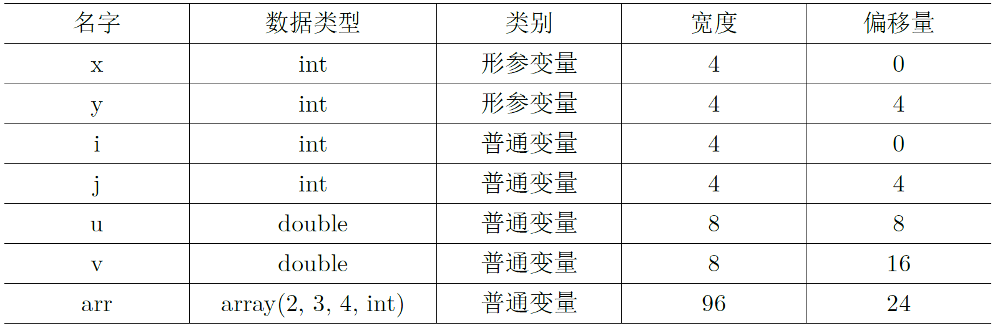 名字 数据类型 类别 宽度 偏移量
x int 形参变量 4 0
y int 形参变量 4 4
i int 普通变量 4 0
j int 普通变量 4 4
u double 普通变量 8 8
v double 普通变量 8 16
arr array(2, 3, 4, int) 普通变量 96 24